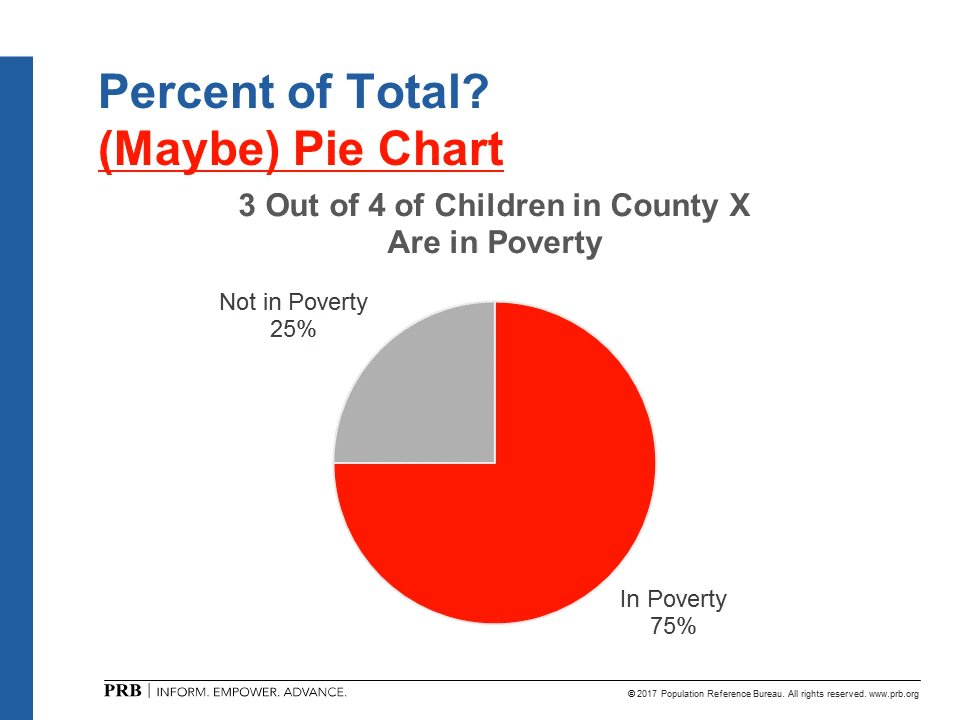 Percent of Total?
(Maybe) Pie Chart
3 Out of 4 of Children in County X
Are in Poverty
Not in Poverty
25%
In Poverty
75%
PRB | INFORM. EMPOWER. ADVANCE.
© 2017 Population Reference Bureau. All rights reserved. www.prb.org